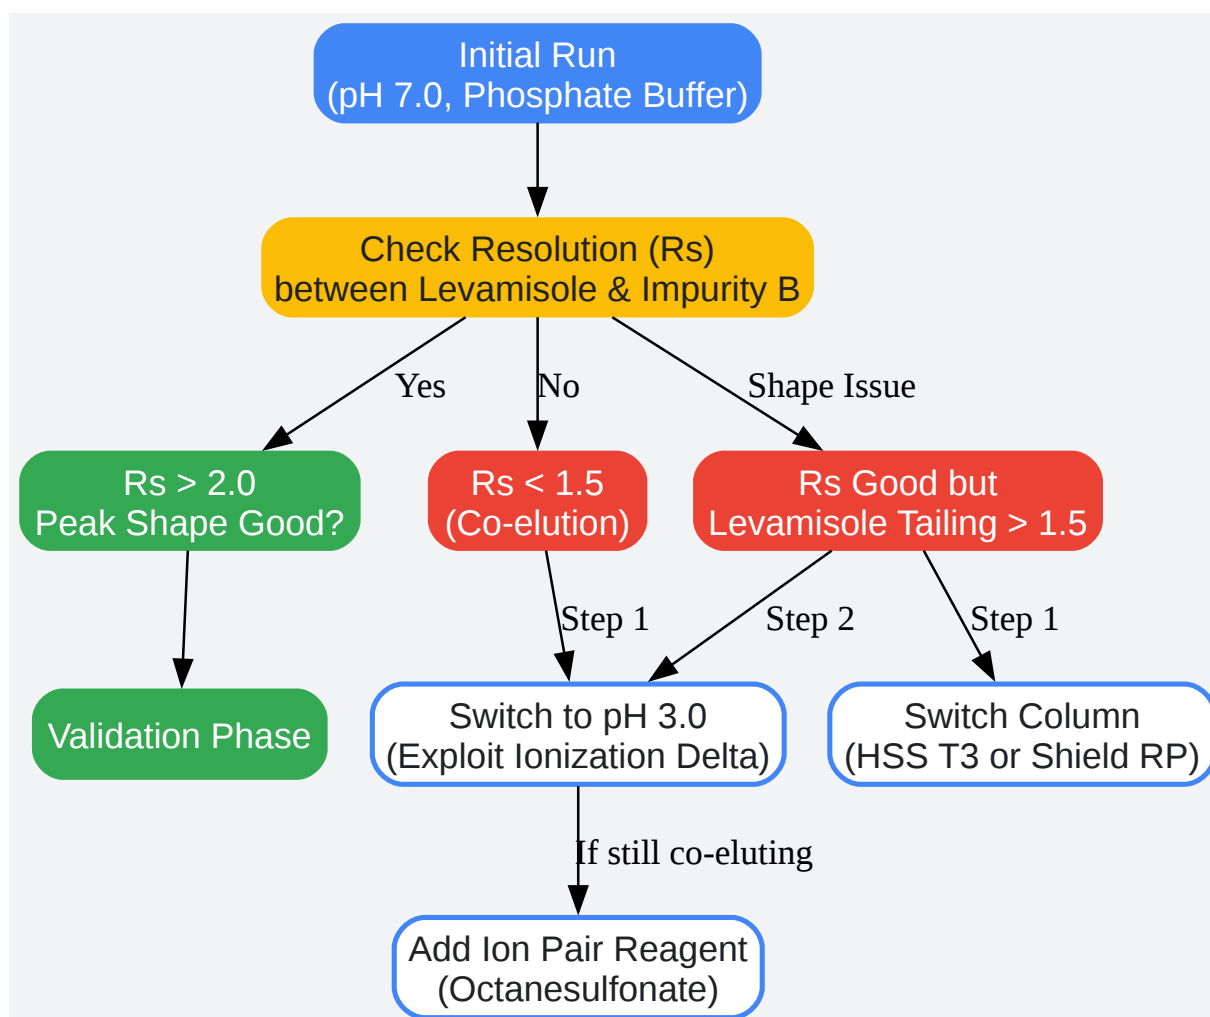 Initial Run
(pH 7.0, Phosphate Buffer)
Check Resolution (Rs)
between Levamisole & Impurity B
Yes
No
Shape Issue
Rs > 2.0
Peak Shape Good?
Rs < 1.5
(Co-elution)
Rs Good but
Levamisole Tailing > 1.5
Step 1
Step 2
Step 1
Validation Phase
Switch to pH 3.0
(Exploit Ionization Delta)
Switch Column
(HSS T3 or Shield RP)
If still co-eluting
Add Ion Pair Reagent
(Octanesulfonate)